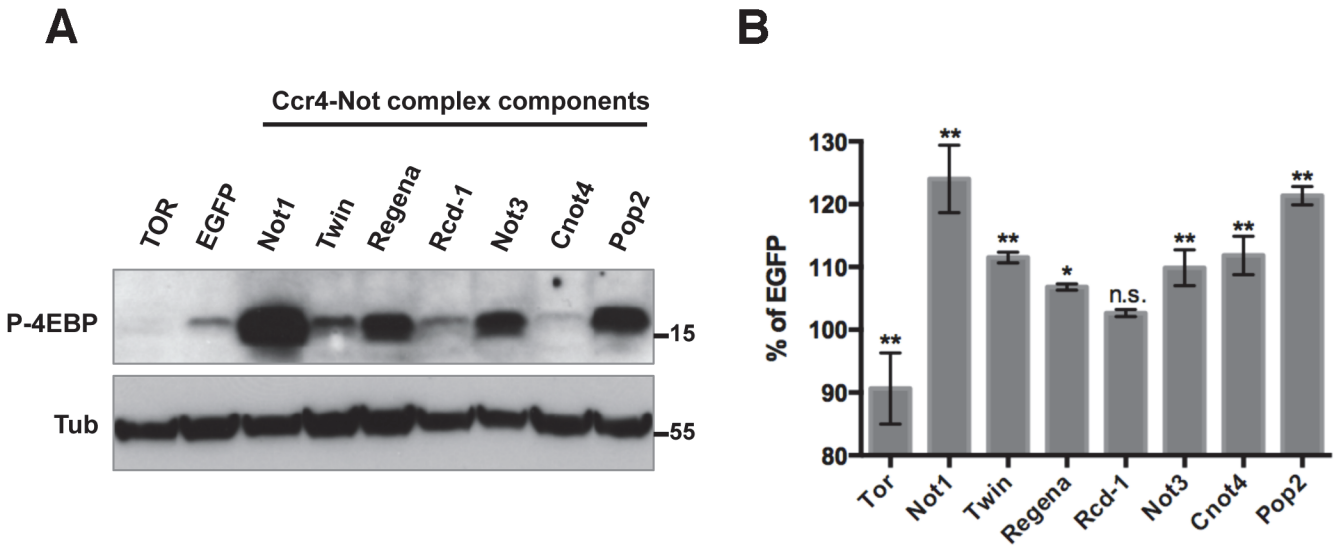 A
Ccr4-Not complex components
TOR EGFP Not1 Twin Regena Rcd-1 Not3 Cnot4 Pop2
P-4EBP
15
Tub
55
B
% of EGFP
130
120
110
100
90
80
** ** ** * n.s. ** ** **
Tor Not1 Twin Regena Rcd-1 Not3 Cnot4 Pop2